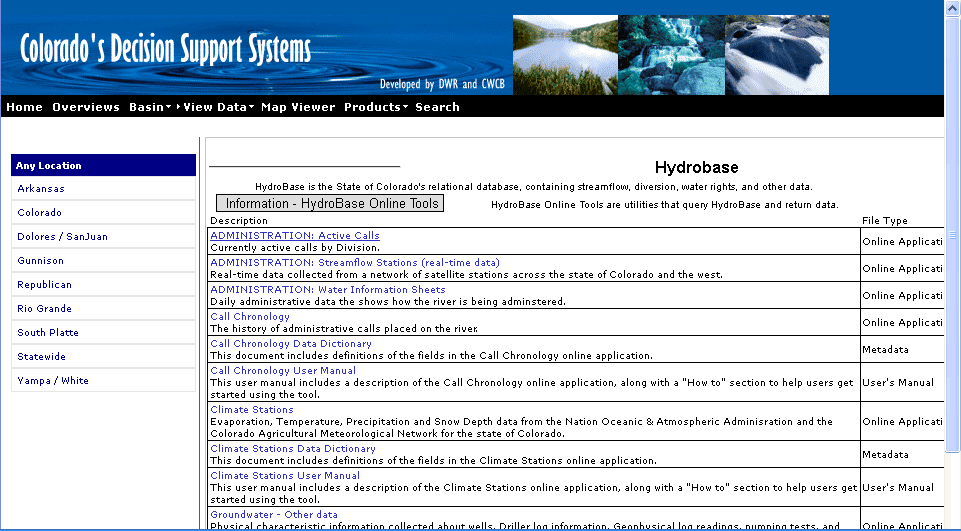 Colorado's Decision Support Systems
Developed by DWR and CWCB
Home Overviews Basin View Data Map Viewer Products Search
Any Location
Arkansas
Colorado
Dolores / SanJuan
Gunnison
Republican
Rio Grande
South Platte
Statewide
Yampa / White
Hydrobase
HydroBase is the State of Colorado's relational database, containing streamflow, diversion, water rights, and other data.
Information - HydroBase Online Tools
HydroBase Online Tools are utilities that query HydroBase and return data.
Description File Type
ADMINISTRATION: Active Calls
Currently active calls by Division.
Online Applicati
ADMINISTRATION: Streamflow Stations (real-time data)
Real-time data collected from a network of satellite stations across the state of Colorado and the west.
Online Applicati
ADMINISTRATION: Water Information Sheets
Daily administrative data the shows how the river is being adminstered.
Online Applicati
Call Chronology
The history of administrative calls placed on the river.
Online Applicati
Call Chronology Data Dictionary
This document includes definitions of the fields in the Call Chronology online application.
Metadata
Call Chronology User Manual
This user manual includes a description of the Call Chronology online application, along with a "How to" section to help users get
started using the tool.
User's Manual
Climate Stations
Evaporation, Temperature, Precipitation and Snow Depth data from the Nation Oceanic & Atmospheric Adminisration and the
Colorado Agricultural Meteorological Network for the state of Colorado.
Online Applicati
Climate Stations Data Dictionary
This document includes definitions of the fields in the Climate Stations online application.
Metadata
Climate Stations User Manual
This user manual includes a description of the Climate Stations online application, along with a "How to" section to help users get
started using the tool.
User's Manual
Groundwater - Other data
Physical characteristic information collected about wells. Driller log information, Geophysical log readings, pumping tests, and
Online Applicati